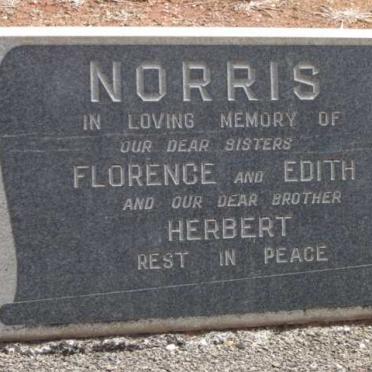 NORRIS
IN LOVING MEMORY OF
OUR DEAR SISTERS
FLORENCE AND EDITH
AND OUR DEAR BROTHER
HERBERT
REST IN PEACE